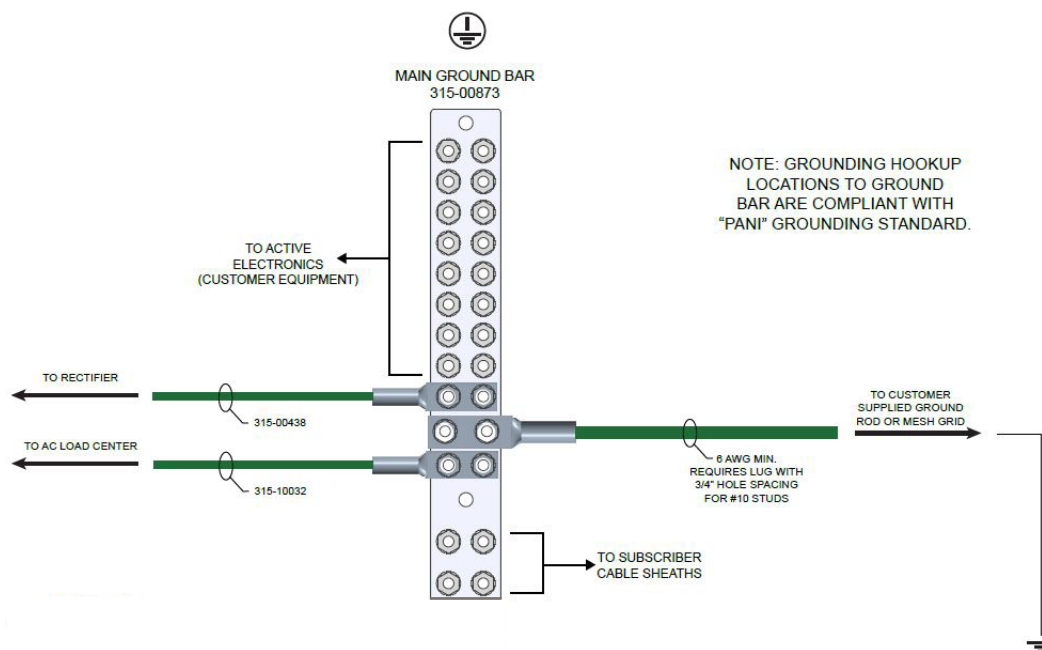 MAIN GROUND BAR
315-00873
NOTE: GROUNDING HOOKUP
LOCATIONS TO GROUND
BAR ARE COMPLIANT WITH
“PANI” GROUNDING STANDARD.
TO ACTIVE
ELECTRONICS
(CUSTOMER EQUIPMENT)
TO RECTIFIER
315-00438
TO AC LOAD CENTER
315-10032
TO CUSTOMER
SUPPLIED GROUND
ROD OR MESH GRID
6 AWG MIN.
REQUIRES LUG WITH
3/4" HOLE SPACING
FOR #10 STUDS
TO SUBSCRIBER
CABLE SHEATHS